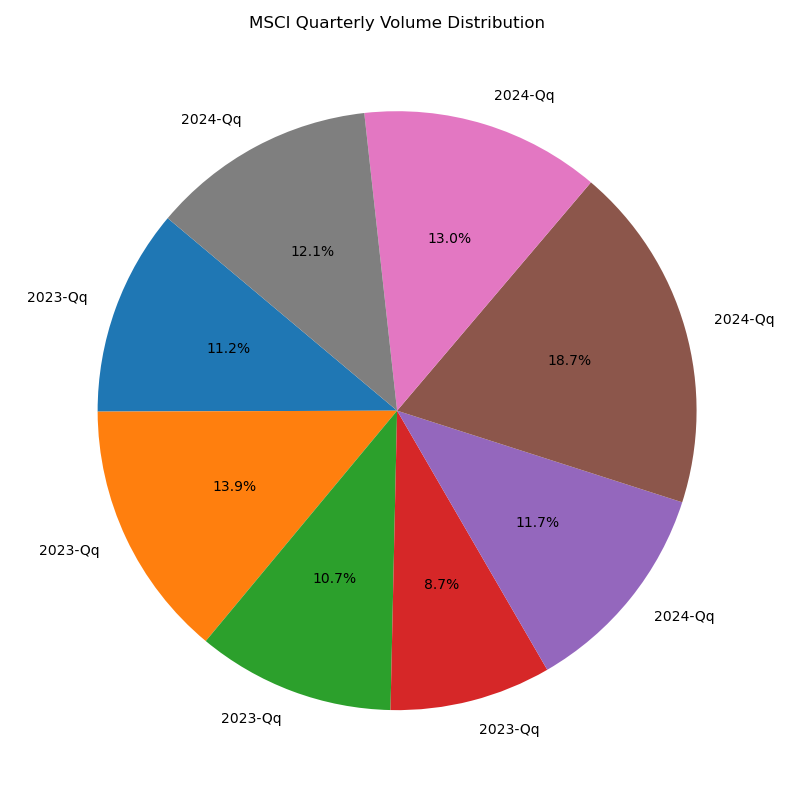 MSCI Quarterly Volume Distribution
2024-Qq
2024-Qq
13.0%
12.1%
2023-Qq
2024-Qq
11.2%
18.7%
13.9%
11.7%
2023-Qq
10.7%
8.7%
2024-Qq
2023-Qq
2023-Qq